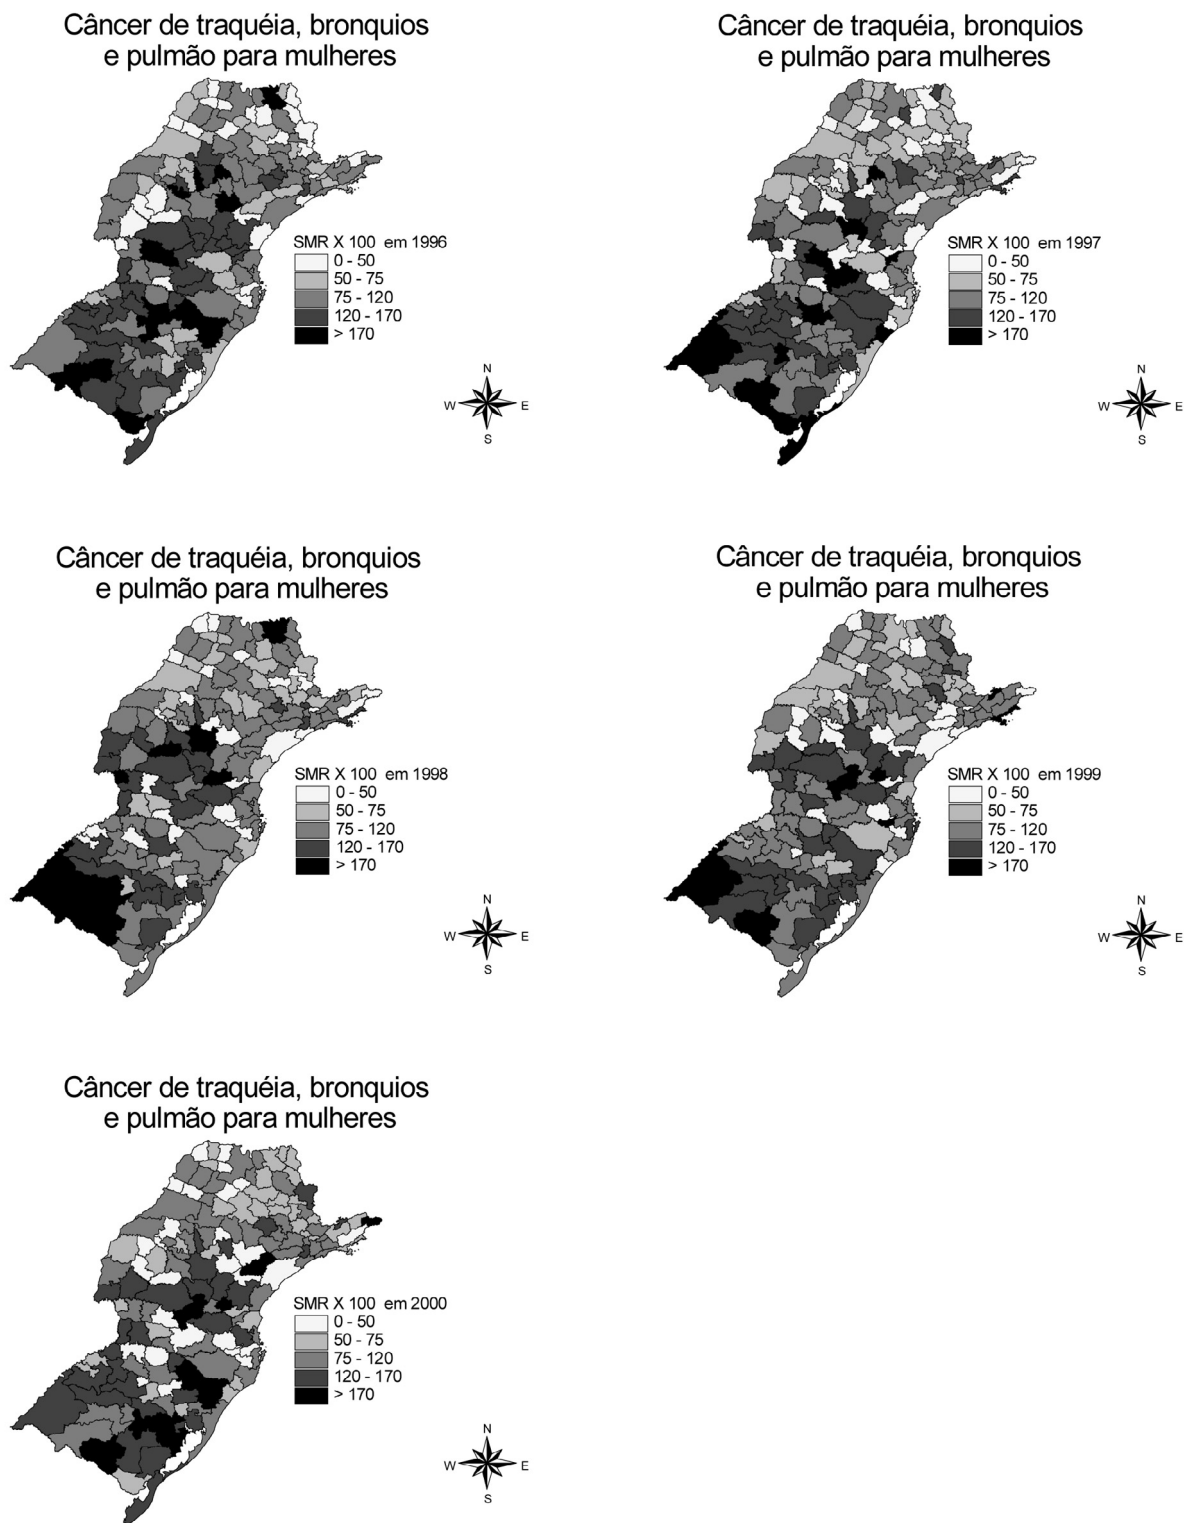 Câncer de traquéia, bronquios
e pulmão para mulheres
SMR X 100 em 1996
0 - 50
50 - 75
75 - 120
120 - 170
> 170
N
W E
S
Câncer de traquéia, bronquios
e pulmão para mulheres
SMR X 100 em 1997
0 - 50
50 - 75
75 - 120
120 - 170
> 170
N
W E
S
Câncer de traquéia, bronquios
e pulmão para mulheres
SMR X 100 em 1998
0 - 50
50 - 75
75 - 120
120 - 170
> 170
N
W E
S
Câncer de traquéia, bronquios
e pulmão para mulheres
SMR X 100 em 1999
0 - 50
50 - 75
75 - 120
120 - 170
> 170
N
W E
S
Câncer de traquéia, bronquios
e pulmão para mulheres
SMR X 100 em 2000
0 - 50
50 - 75
75 - 120
120 - 170
> 170
N
W E
S